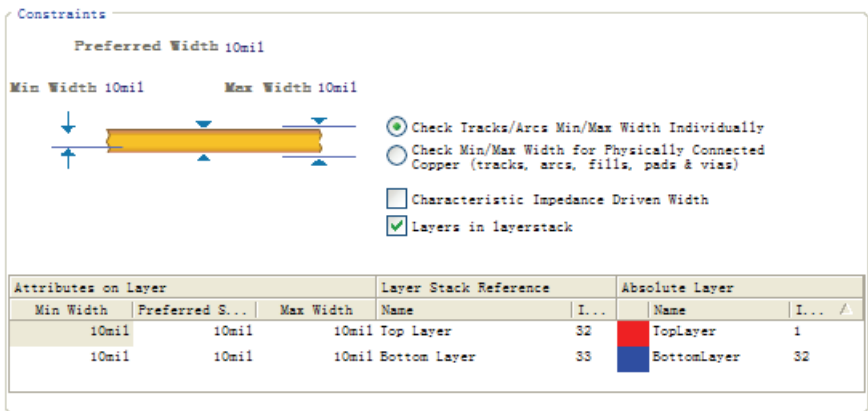 Constraints
Preferred Width 10mil
Min Width 10mil Max Width 10mil
Check Tracks/Arcs Min/Max Width Individually
Check Min/Max Width for Physically Connected
Copper (tracks, arcs, fills, pads & vias)
Characteristic Impedance Driven Width
Layers in layerstack
Attributes on Layer Layer Stack Reference Absolute Layer
Min Width Preferred S... Max Width Name I... Name I...
10mil 10mil 10mil Top Layer 32 TopLayer 1
10mil 10mil 10mil Bottom Layer 33 BottomLayer 32